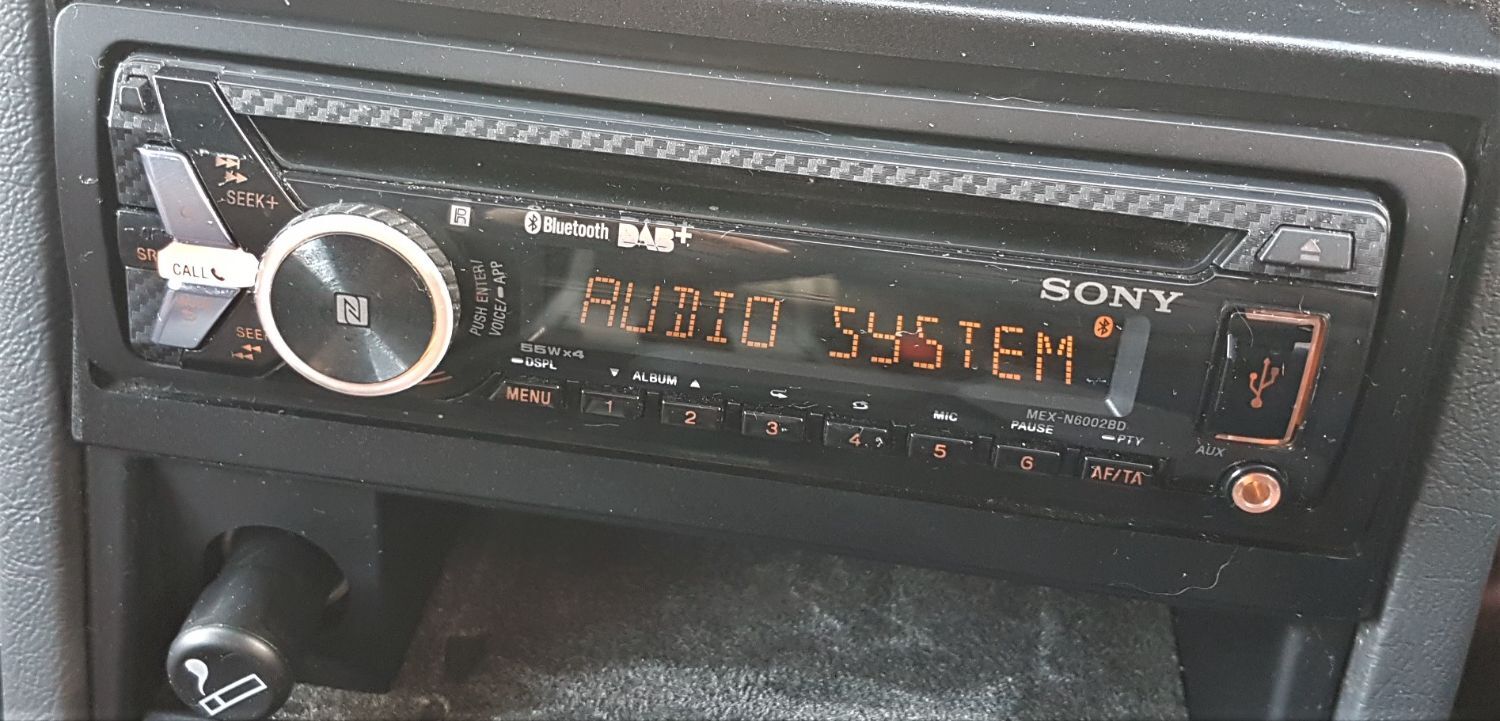 SEEK+
CALL
PUSH ENTER/
VOICE/ APP
Bluetooth DAB+
SONY
AUDIO SYSTEM
55W×4
DSPL
MENU
ALBUM
1
2
3
4
MIC
5
PAUSE
6
MEX-N6002BD
PTY
AF/TA
AUX